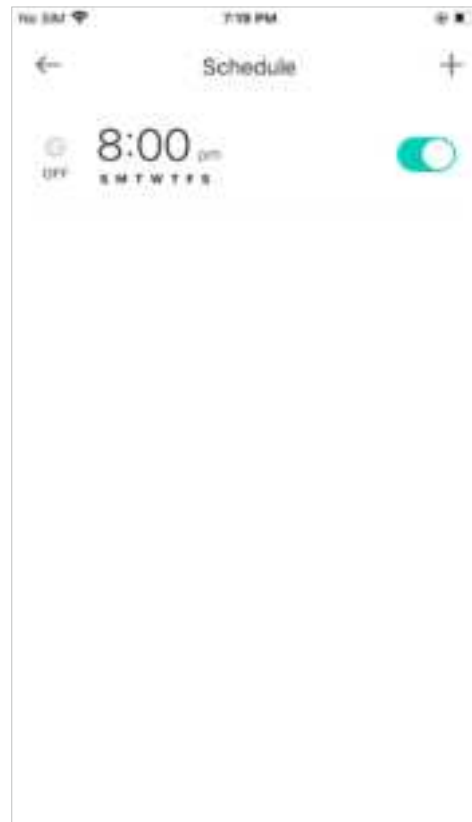 No SIM 7:19 PM
Schedule
8:00 pm
OFF
S M T W T F S